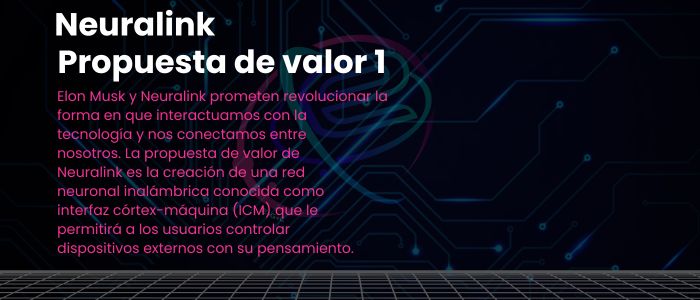 Neuralink
Propuesta de valor 1
Elon Musk y Neuralink prometen revolucionar la
forma en que interactuamos con la
tecnología y nos conectamos entre
nosotros. La propuesta de valor de
Neuralink es la creación de una red
neuronal inalámbrica conocida como
interfaz córtex-máquina (ICM) que le
permitirá a los usuarios controlar
dispositivos externos con su pensamiento.